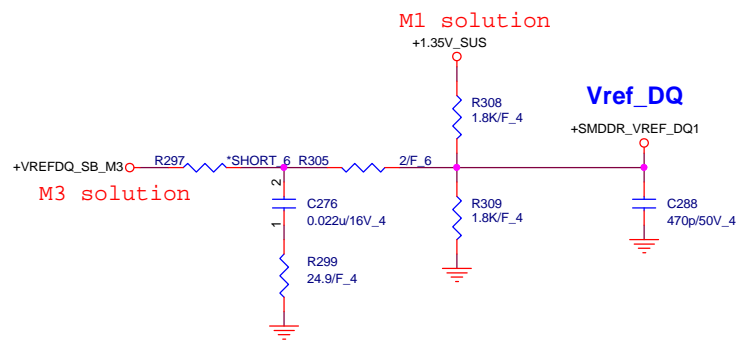 M1 solution
+1.35V_SUS
R308
1.8K/F_4
Vref_DQ
+SMDDR_VREF_DQ1
+VREFDQ_SB_M3
R297
*SHORT_6
R305
2/F_6
M3 solution
2
C276
0.022u/16V_4
1
R309
1.8K/F_4
C288
470p/50V_4
R299
24.9/F_4